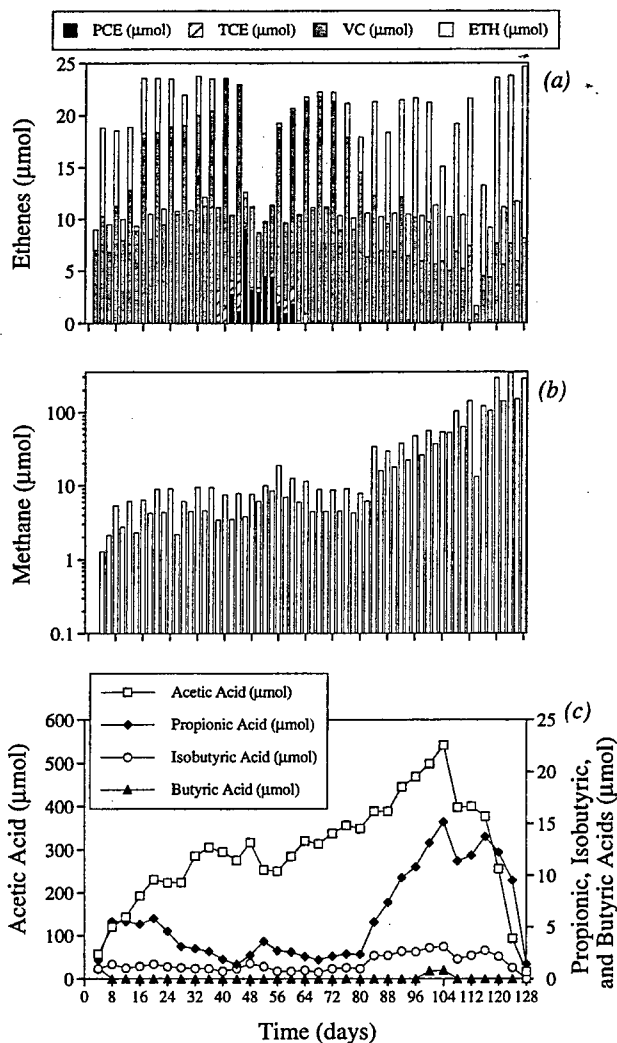 PCE (µmol) TCE (µmol) VC (µmol) ETH (µmol)
(a)
Ethenes (µmol)
25
20
15
10
5
0
(b)
Methane (µmol)
100
10
1
0.1
(c)
Acetic Acid (µmol)
Propionic Acid (µmol)
Isobutyric Acid (µmol)
Butyric Acid (µmol)
Acetic Acid (µmol)
600
500
400
300
200
100
0
25
20
15
10
5
0
Propionic, Isobutyric,
and Butyric Acids (µmol)
0 8 16 24 32 40 48 56 64 72 80 88 96 104 112 120 128
Time (days)